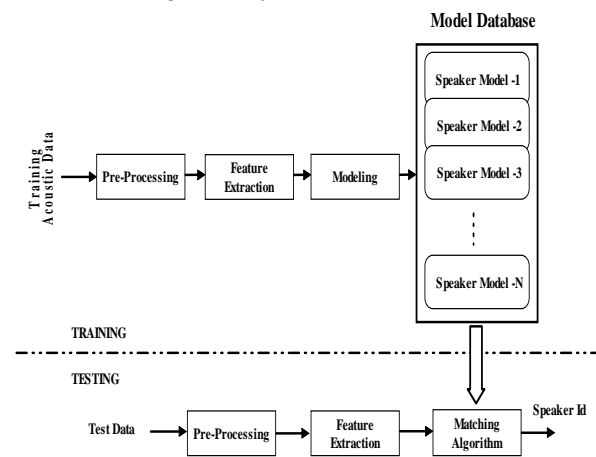 Model Database
Speaker Model -1
Speaker Model -2
Speaker Model -3
Speaker Model -N
Training
Acoustic Data
Pre-Processing
Feature
Extraction
Modeling
TRAINING
TESTING
Test Data
Pre-Processing
Feature
Extraction
Matching
Algorithm
Speaker Id